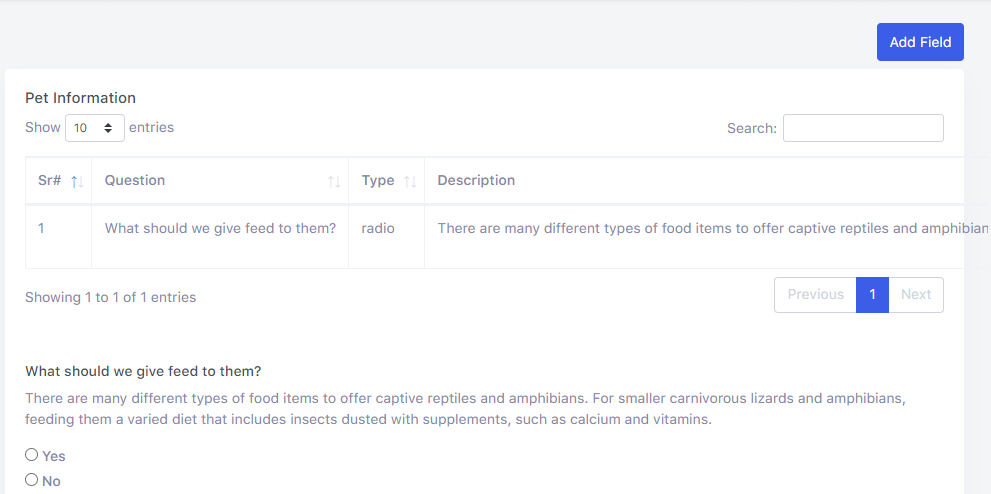 Add Field
Pet Information
Show 10 entries
Search:
Sr# Question Type Description
1 What should we give feed to them? radio There are many different types of food items to offer captive reptiles and amphibian
Showing 1 to 1 of 1 entries
Previous 1 Next
What should we give feed to them?
There are many different types of food items to offer captive reptiles and amphibians. For smaller carnivorous lizards and amphibians,
feeding them a varied diet that includes insects dusted with supplements, such as calcium and vitamins.
Yes
No